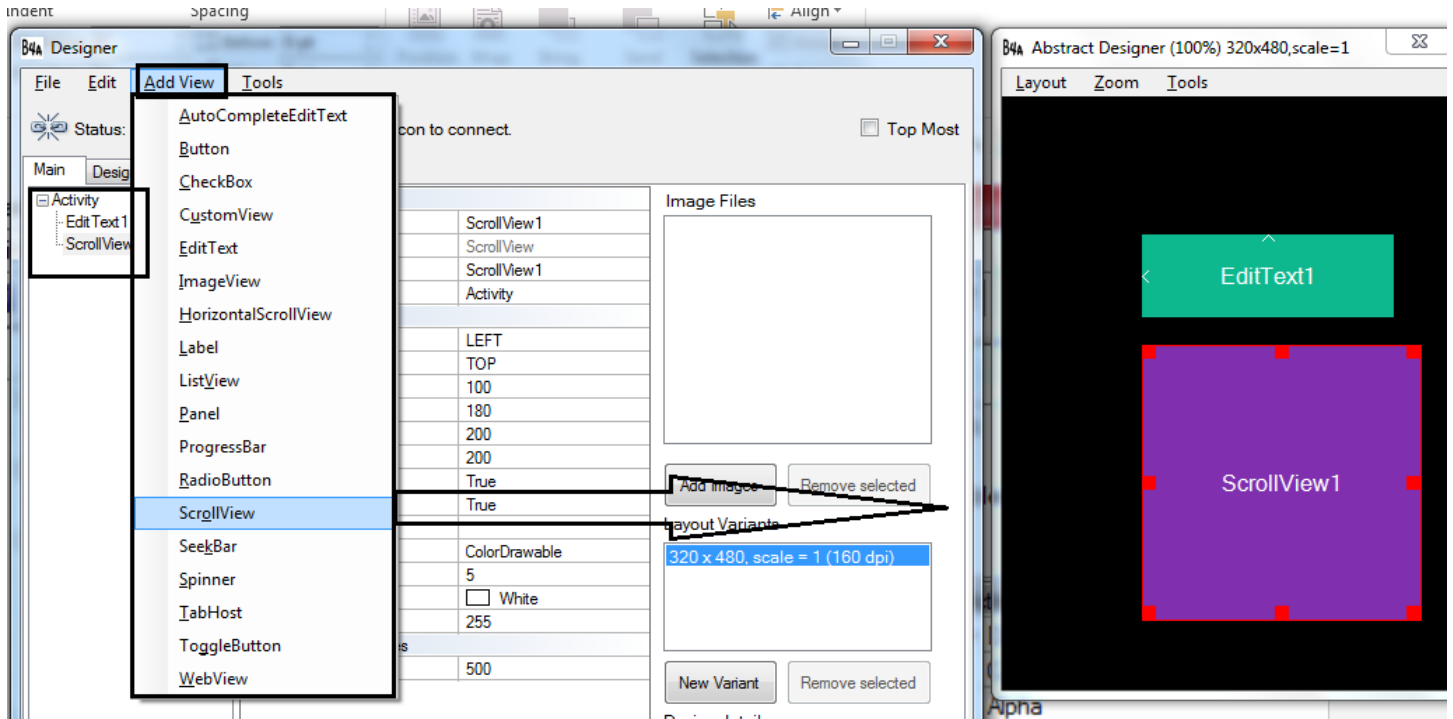 Indent
Spacing
Align
B4A Designer
File Edit Add View Tools
Status:
con to connect.
Top Most
Main
Desig
Activity
EditText1
ScrollView
AutoCompleteEditText
Button
CheckBox
CustomView
EditText
ImageView
HorizontalScrollView
Label
ListView
Panel
ProgressBar
RadioButton
ScrollView
SeekBar
Spinner
TabHost
ToggleButton
WebView
ScrollView1
ScrollView
ScrollView1
Activity
LEFT
TOP
100
180
200
200
True
True
ColorDrawable
5
White
255
es
500
Image Files
Add Images
Remove selected
Layout Variants
320 x 480, scale = 1 (160 dpi)
New Variant
Remove selected
B4A Abstract Designer (100%) 320x480,scale=1
Layout Zoom Tools
EditText1
ScrollView1
Alpha